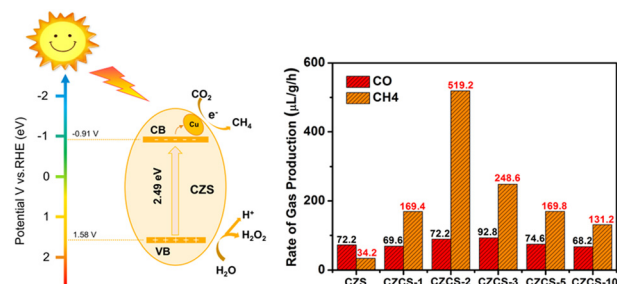 Potential V vs.RHE (eV)
-2
-1
0
1
2
-0.91 V
1.58 V
CO2
e-
Cu
CH4
CB
2.49 eV
CZS
VB
H+
H2O2
H2O
Rate of Gas Production (μL/g/h)
600
400
200
0
CO
CH4
72.2
34.2
69.6
169.4
72.2
519.2
92.8
248.6
74.6
169.8
68.2
131.2
CZS
CZCS-1
CZCS-2
CZCS-3
CZCS-5
CZCS-10